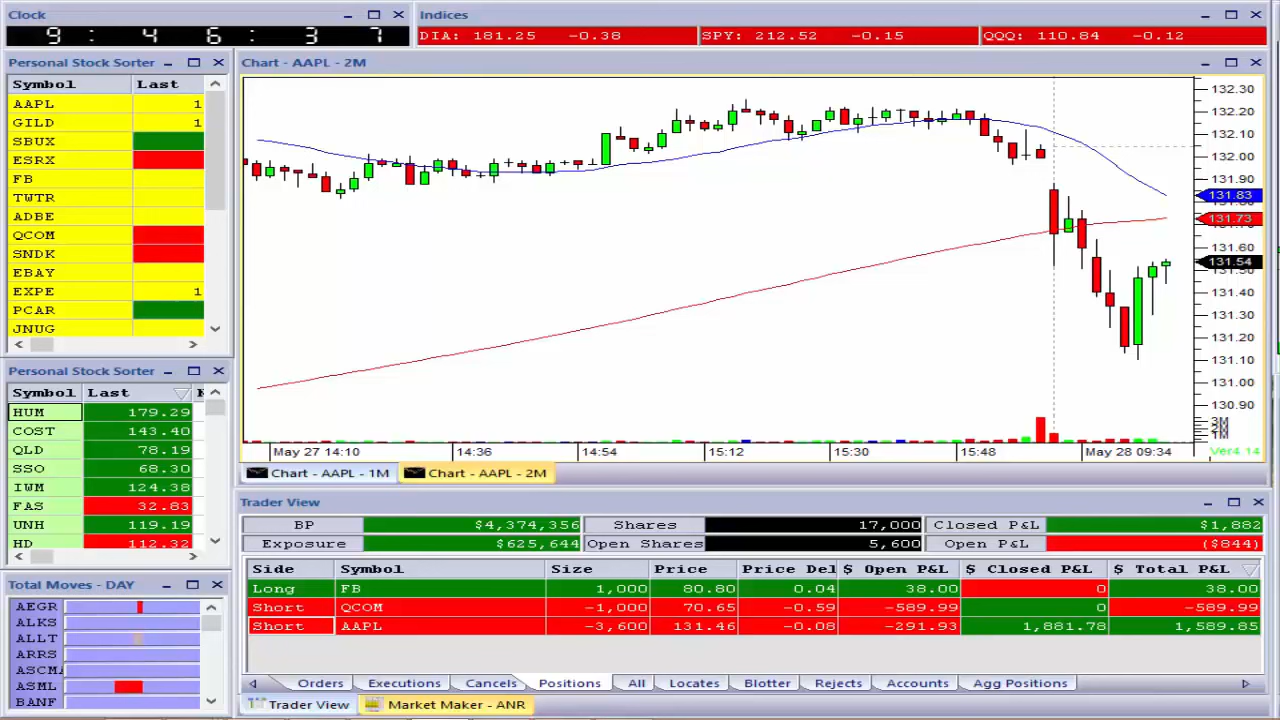 Clock
9 : 4 6 : 3 7
Indices
DIA: 181.25 -0.38 SPY: 212.52 -0.15 QQQ: 110.84 -0.12
Personal Stock Sorter
Symbol Last
AAPL 1
GILD 1
SBUX
ESRX
FB
TWTR
ADBE
QCOM
SNDK
EBAY
EXPE 1
PCAR
JNUG
Personal Stock Sorter
Symbol Last
HUM 179.29
COST 143.40
QLD 78.19
SSO 68.30
IWM 124.38
FAS 32.83
UNH 119.19
HD 112.32
Total Moves - DAY
AEGR
ALKS
ALLT
ARRS
ASCMA
ASML
BANF
Chart - AAPL - 2M
132.30
132.20
132.10
132.00
131.90
131.83
131.73
131.60
131.54
131.40
131.30
131.20
131.10
131.00
130.90
3M
2M
1M
May 27 14:10 14:36 14:54 15:12 15:30 15:48 May 28 09:34 Ver4.14
Chart - AAPL - 1M Chart - AAPL - 2M
Trader View
BP $4,374,356 Shares 17,000 Closed P&L $1,882
Exposure $625,644 Open Shares 5,600 Open P&L ($844)
Side Symbol Size Price Price Del $ Open P&L $ Closed P&L $ Total P&L
Long FB 1,000 80.80 0.04 38.00 0 38.00
Short QCOM -1,000 70.65 -0.59 -589.99 0 -589.99
Short AAPL -3,600 131.46 -0.08 -291.93 1,881.78 1,589.85
Orders Executions Cancels Positions All Locates Blotter Rejects Accounts Agg Positions
Trader View Market Maker - ANR